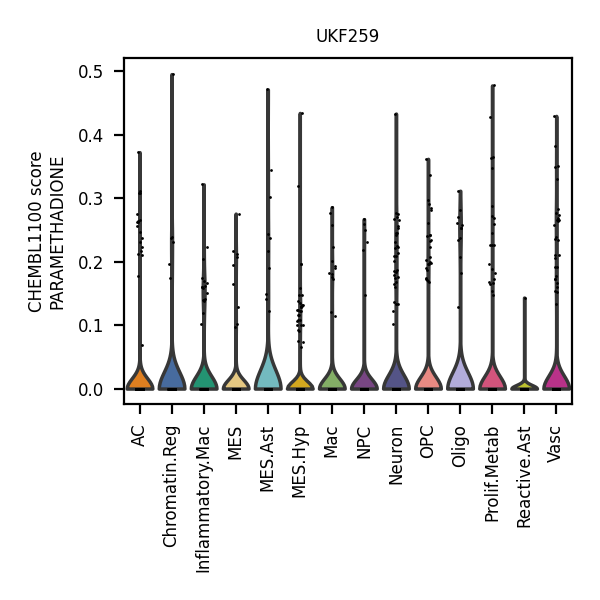 UKF259
CHEMBL1100 score
PARAMETHADIONE
0.5
0.4
0.3
0.2
0.1
0.0
AC
Chromatin.Reg
Inflammatory.Mac
MES
MES.Ast
MES.Hyp
Mac
NPC
Neuron
OPC
Oligo
Prolif.Metab
Reactive.Ast
Vasc